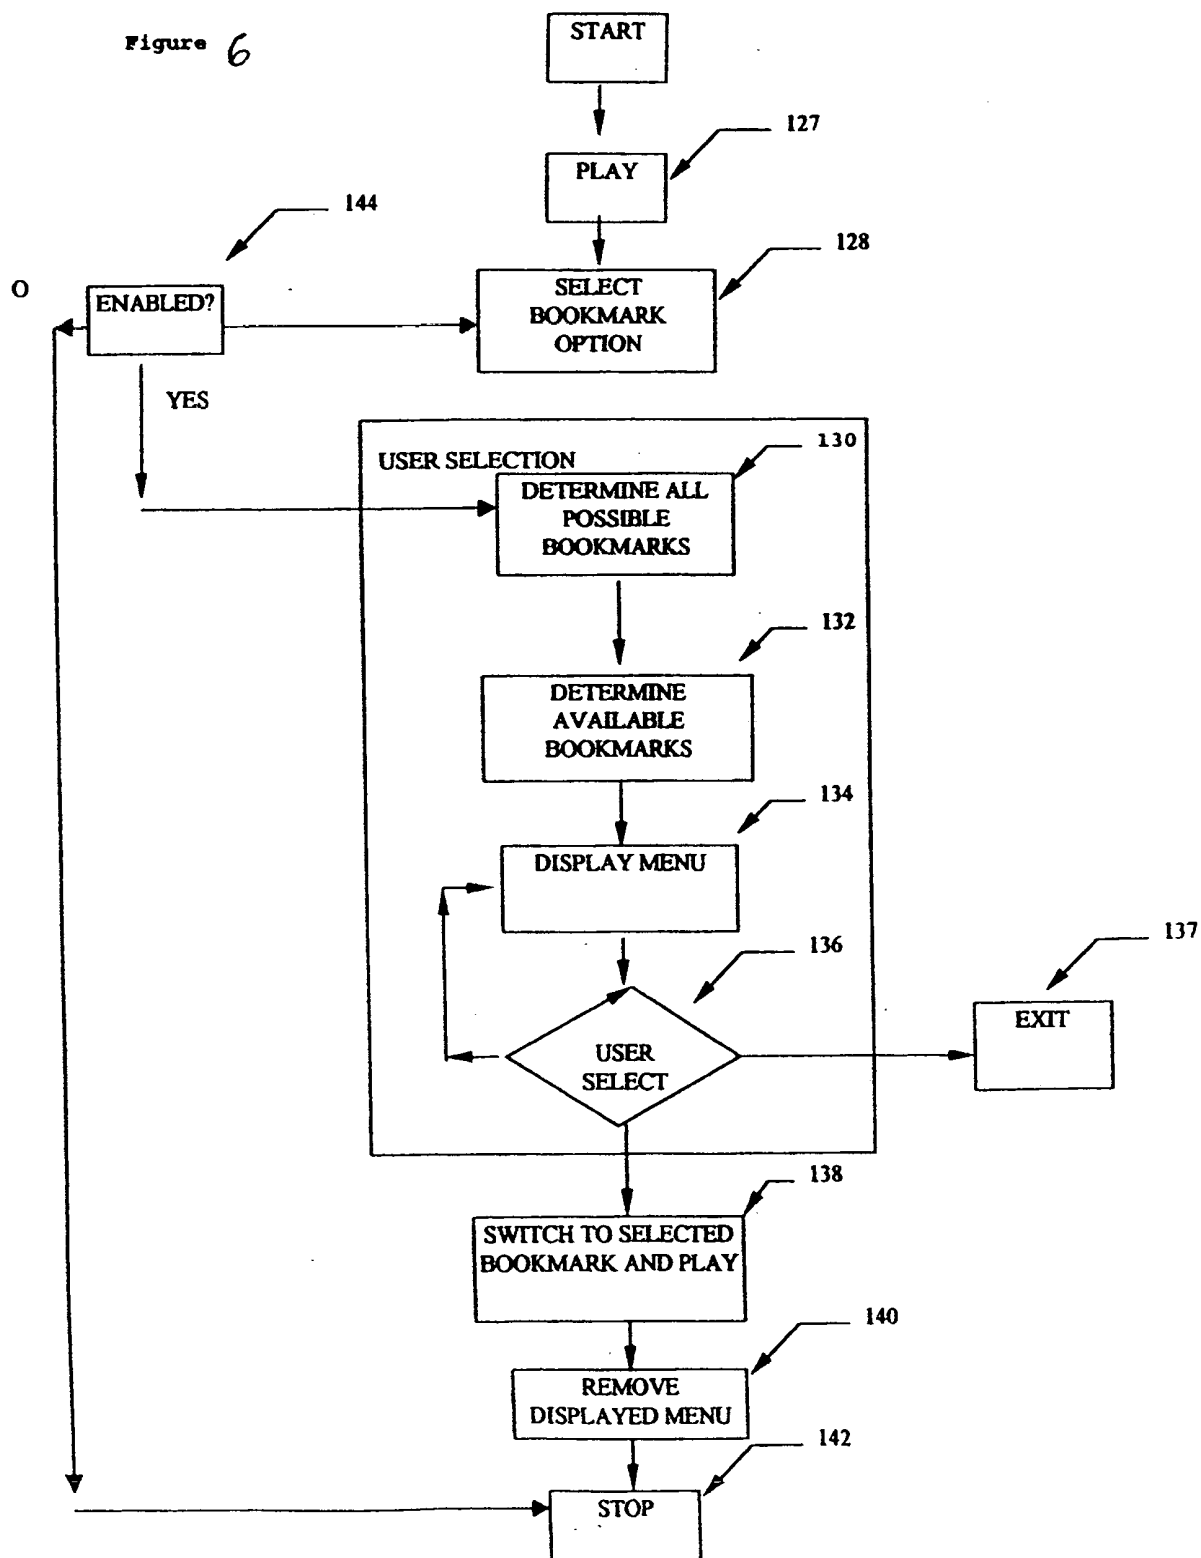 Figure 6
START
127
PLAY
144
128
O
ENABLED?
SELECT
BOOKMARK
OPTION
YES
130
USER SELECTION
DETERMINE ALL
POSSIBLE
BOOKMARKS
132
DETERMINE
AVAILABLE
BOOKMARKS
134
DISPLAY MENU
136
137
EXIT
USER
SELECT
138
SWITCH TO SELECTED
BOOKMARK AND PLAY
140
REMOVE
DISPLAYED MENU
142
STOP